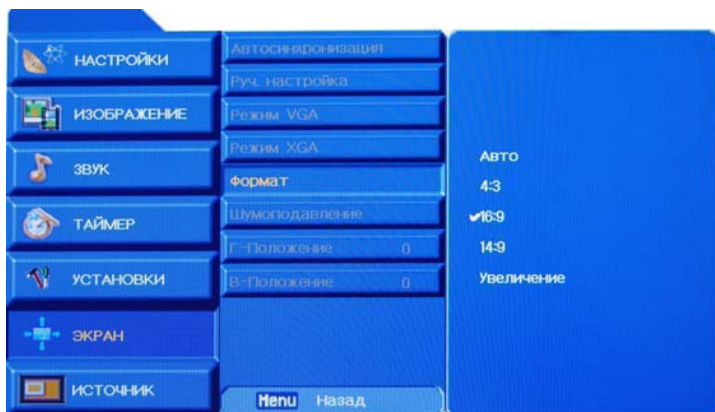 НАСТРОЙКИ
ИЗОБРАЖЕНИЕ
ЗВУК
ТАЙМЕР
УСТАНОВКИ
ЭКРАН
ИСТОЧНИК
Автосинхронизация
Руч. настройка
Режим VGA
Режим XGA
Формат
Шумоподавление
Г-Положение 0
В-Положение 0
Menu Назад
Авто
4:3
16:9
14:9
Увеличение